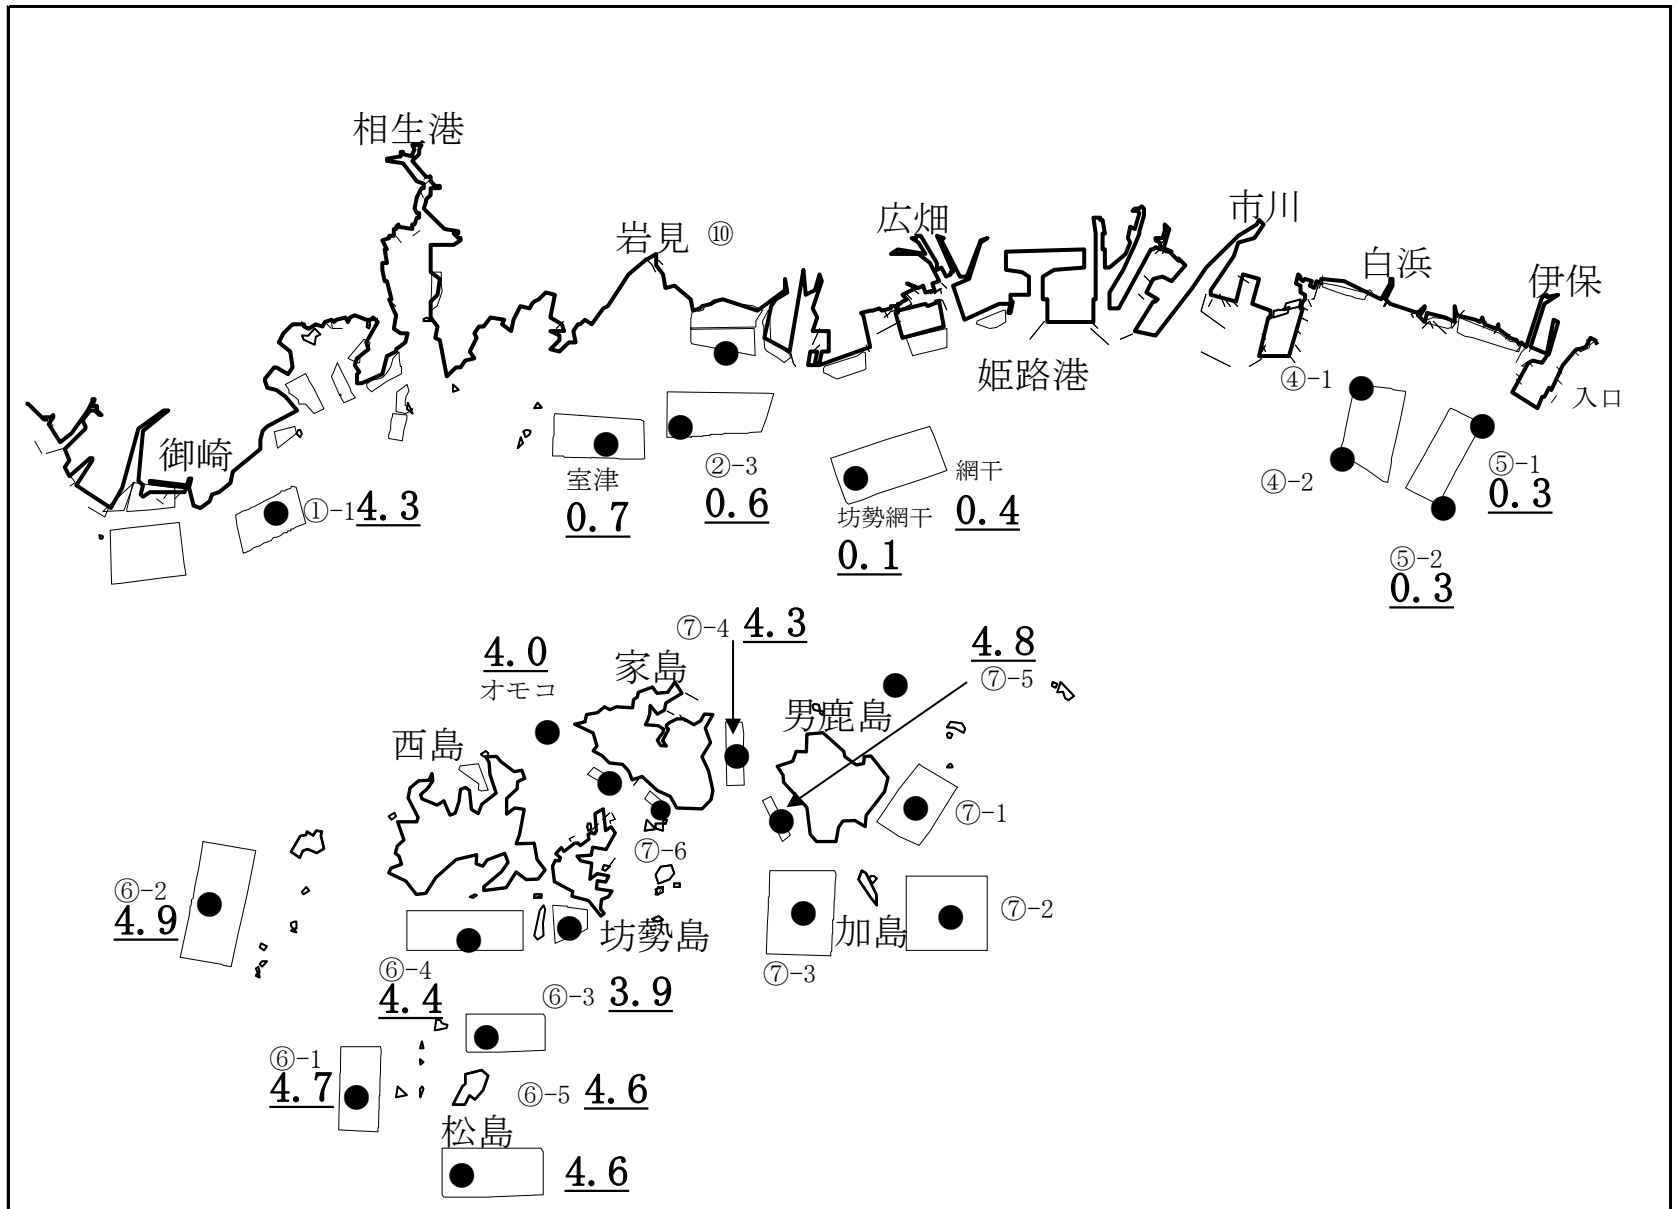 相生港
市川
広畑
岩見 ⑩
白浜
伊保
姫路港
④-1
入口
御崎
②-3
0.6
室津
0.7
網干
0.4
坊勢網干
0.1
④-2
⑤-1
0.3
①-1 4.3
⑤-2
0.3
⑦-4 4.3
4.8
⑦-5
4.0
オモコ
家島
男鹿島
西島
⑦-1
⑦-6
⑥-2
4.9
⑦-2
坊勢島
加島
⑦-3
⑥-4
4.4
⑥-3 3.9
⑥-1
4.7
⑥-5 4.6
松島
4.6